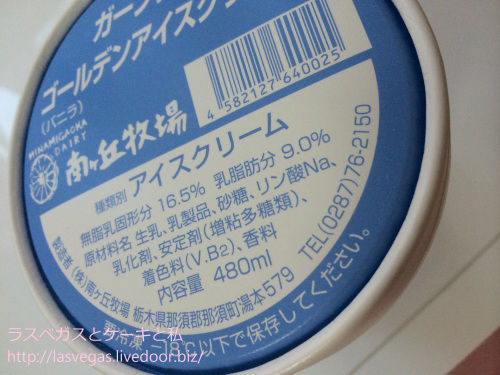 ガーン
ゴールデンアイスク
(バニラ)
4 582127 640025
MINAMIGAOKA
DAIRY
南ヶ丘牧場
種類別 アイスクリーム
無脂乳固形分 16.5% 乳脂肪分 9.0%
原材料名 生乳、乳製品、砂糖、リン酸Na、
乳化剤、安定剤(増粘多糖類)、
着色料(V.B2)、香料
内容量 480ml
製造者 (株)南ヶ丘牧場 栃木県那須郡那須町湯本579
TEL(0287)76-2150
要冷凍 -18℃以下で保存してください。
ラスベガスとケーキと私
http://lasvegas.livedoor.biz/